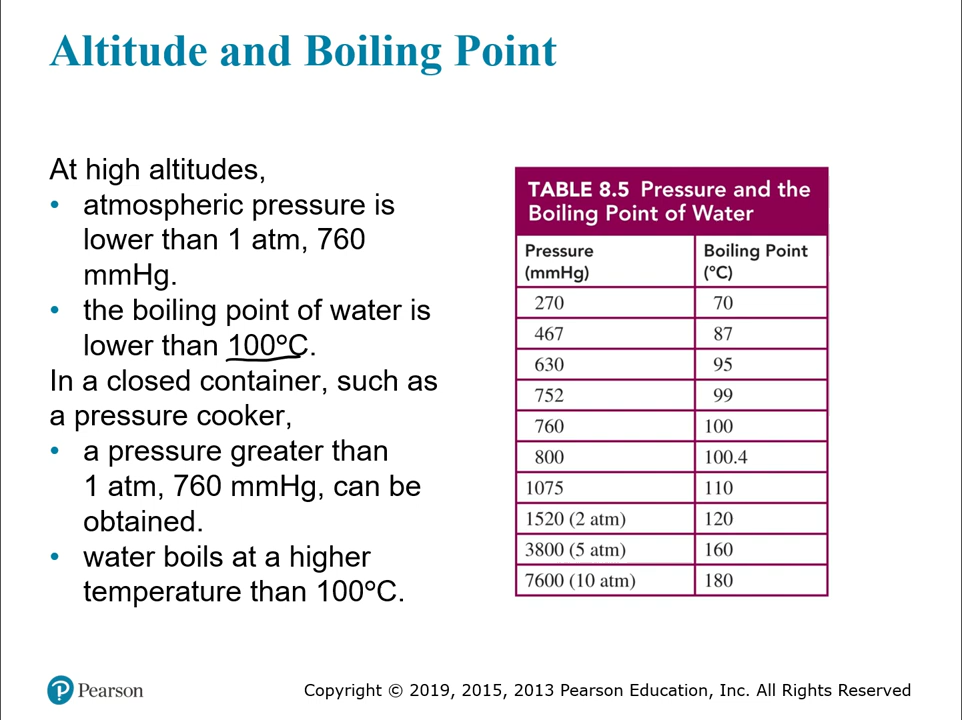 Altitude and Boiling Point
At high altitudes,
• atmospheric pressure is
lower than 1 atm, 760
mmHg.
• the boiling point of water is
lower than 100°C.
In a closed container, such as
a pressure cooker,
• a pressure greater than
1 atm, 760 mmHg, can be
obtained.
• water boils at a higher
temperature than 100°C.
TABLE 8.5 Pressure and the
Boiling Point of Water
Pressure (mmHg) Boiling Point (°C)
270 70
467 87
630 95
752 99
760 100
800 100.4
1075 110
1520 (2 atm) 120
3800 (5 atm) 160
7600 (10 atm) 180
Pearson
Copyright © 2019, 2015, 2013 Pearson Education, Inc. All Rights Reserved